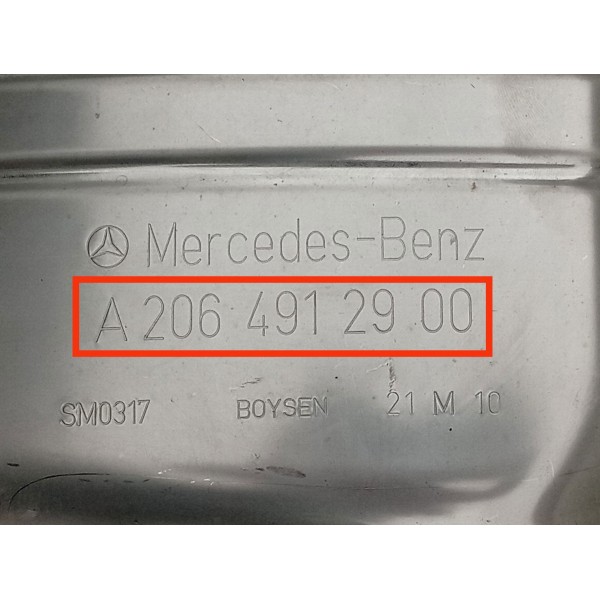 Mercedes-Benz
A 206 491 29 00
SM0317 BOYSEN 21 M 10